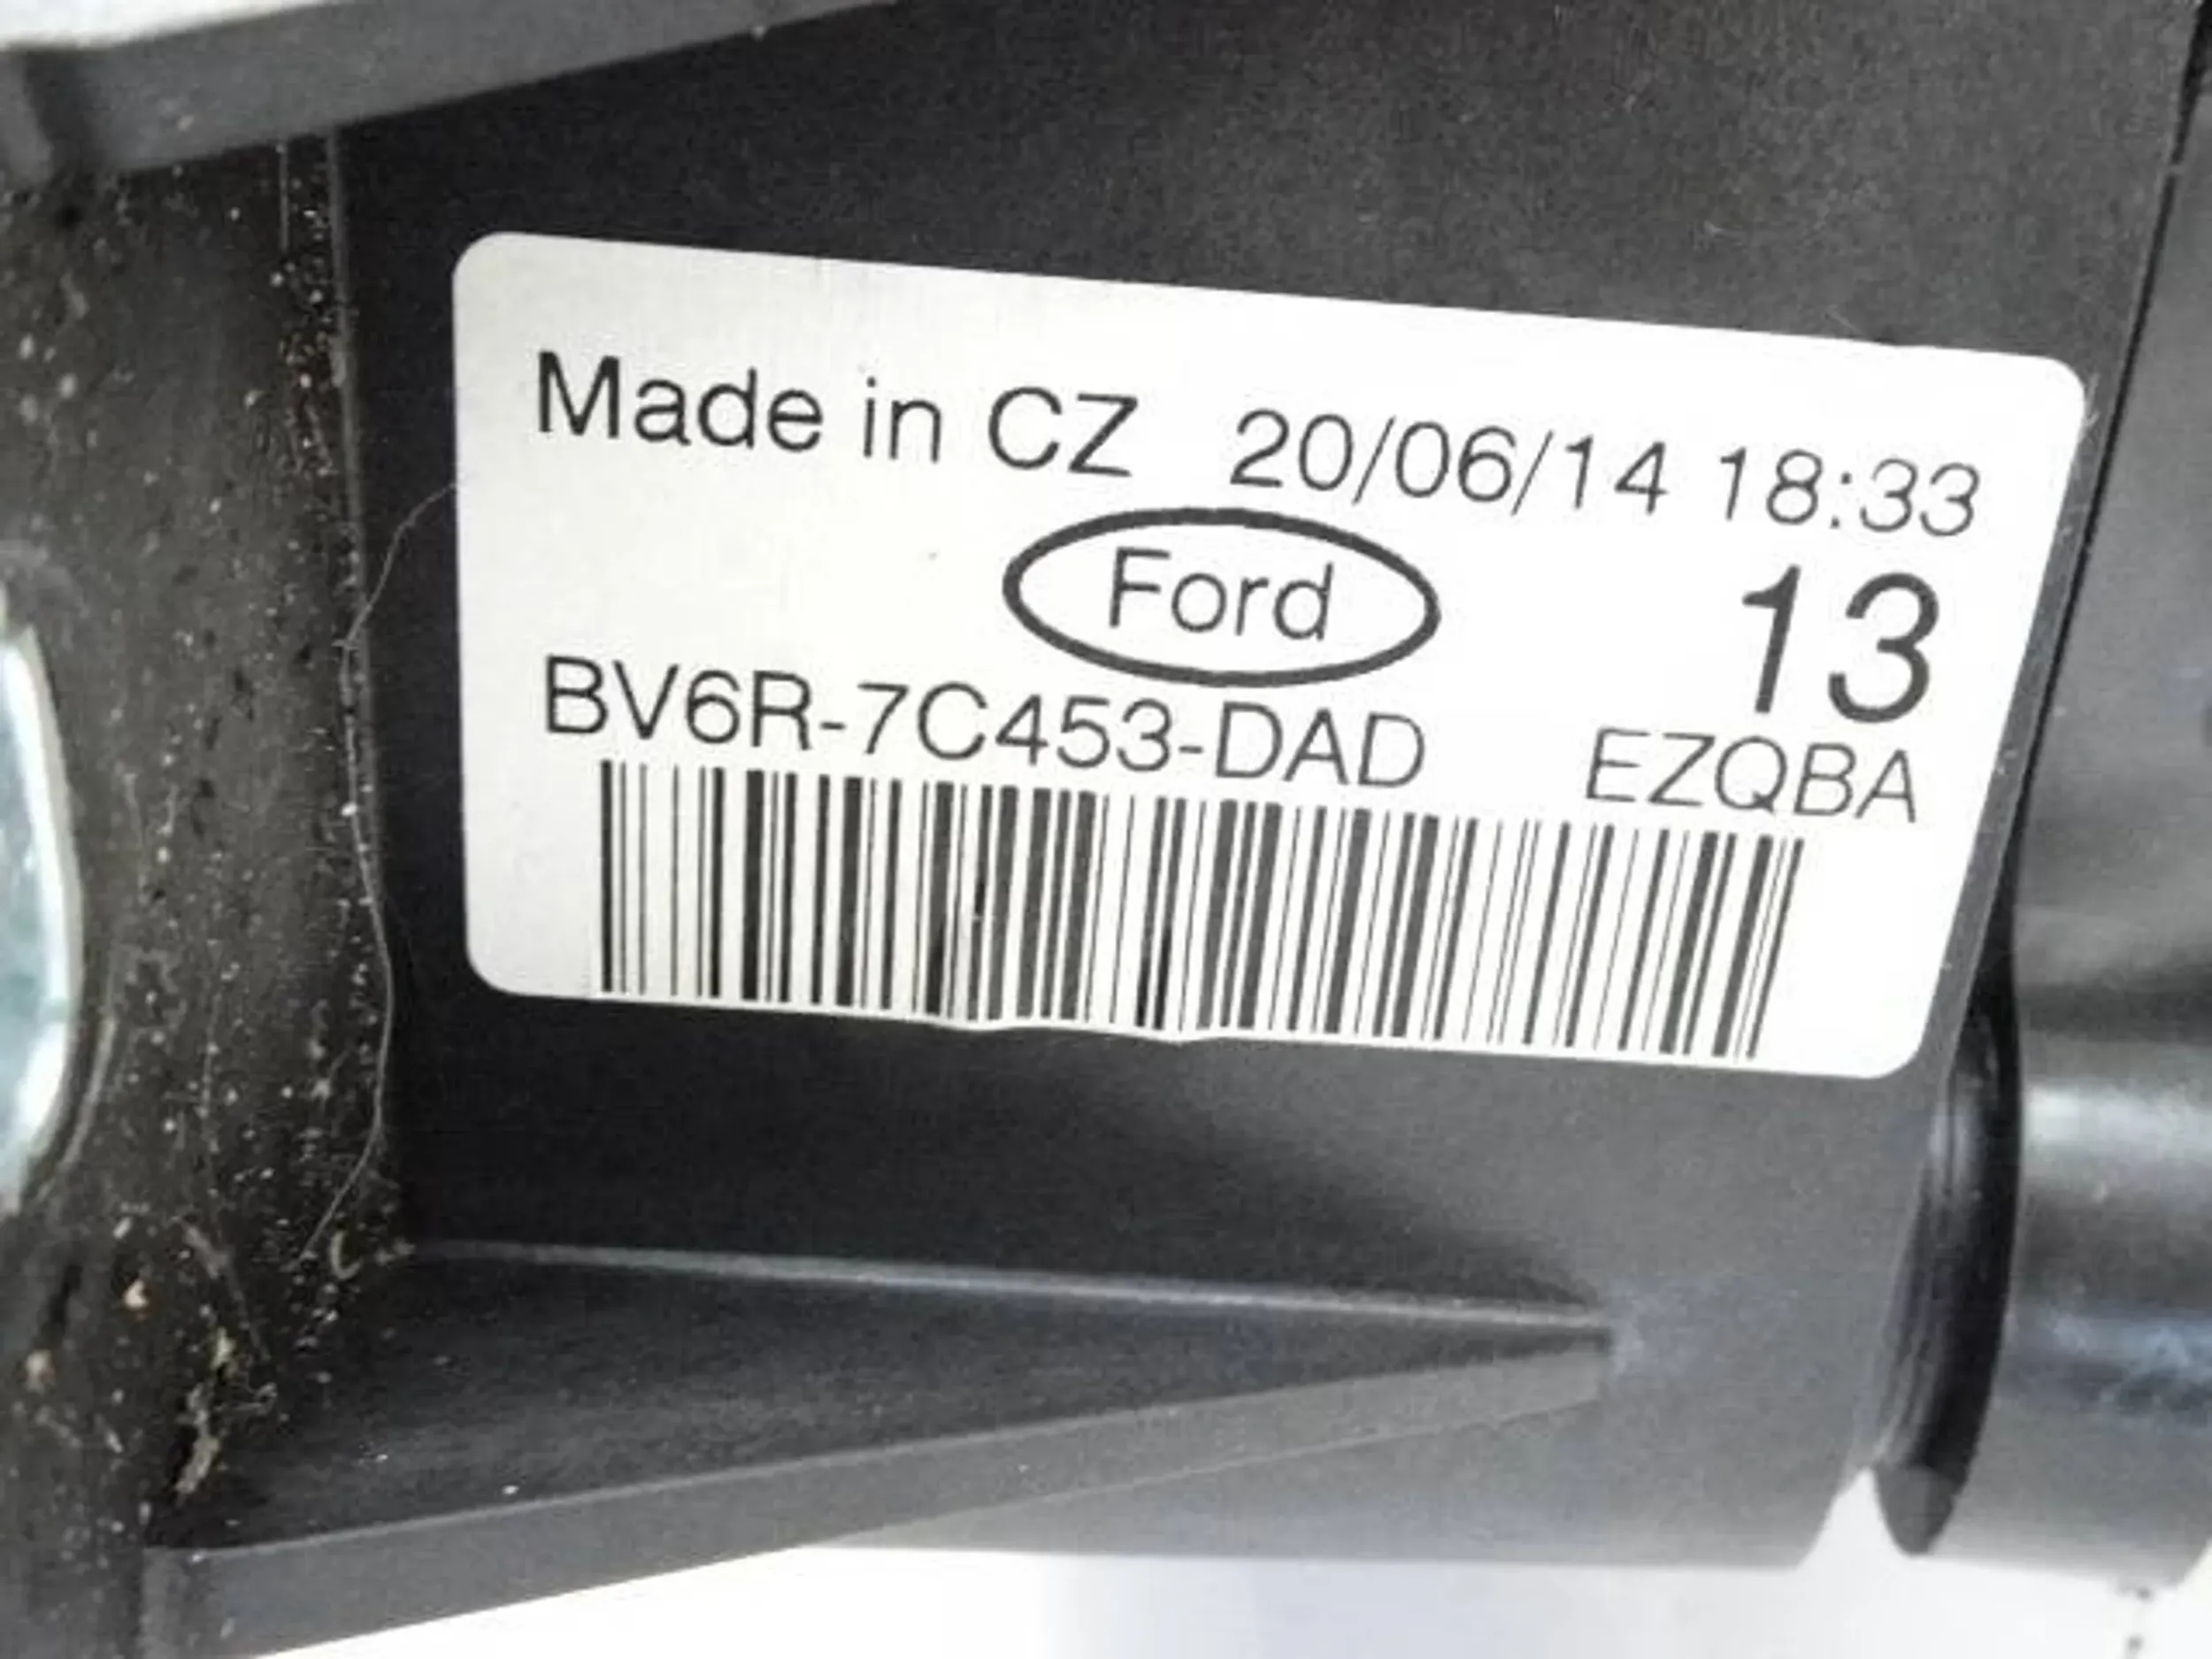 Made in CZ 20/06/14 18:33
Ford
13
BV6R-7C453-DAD EZQBA